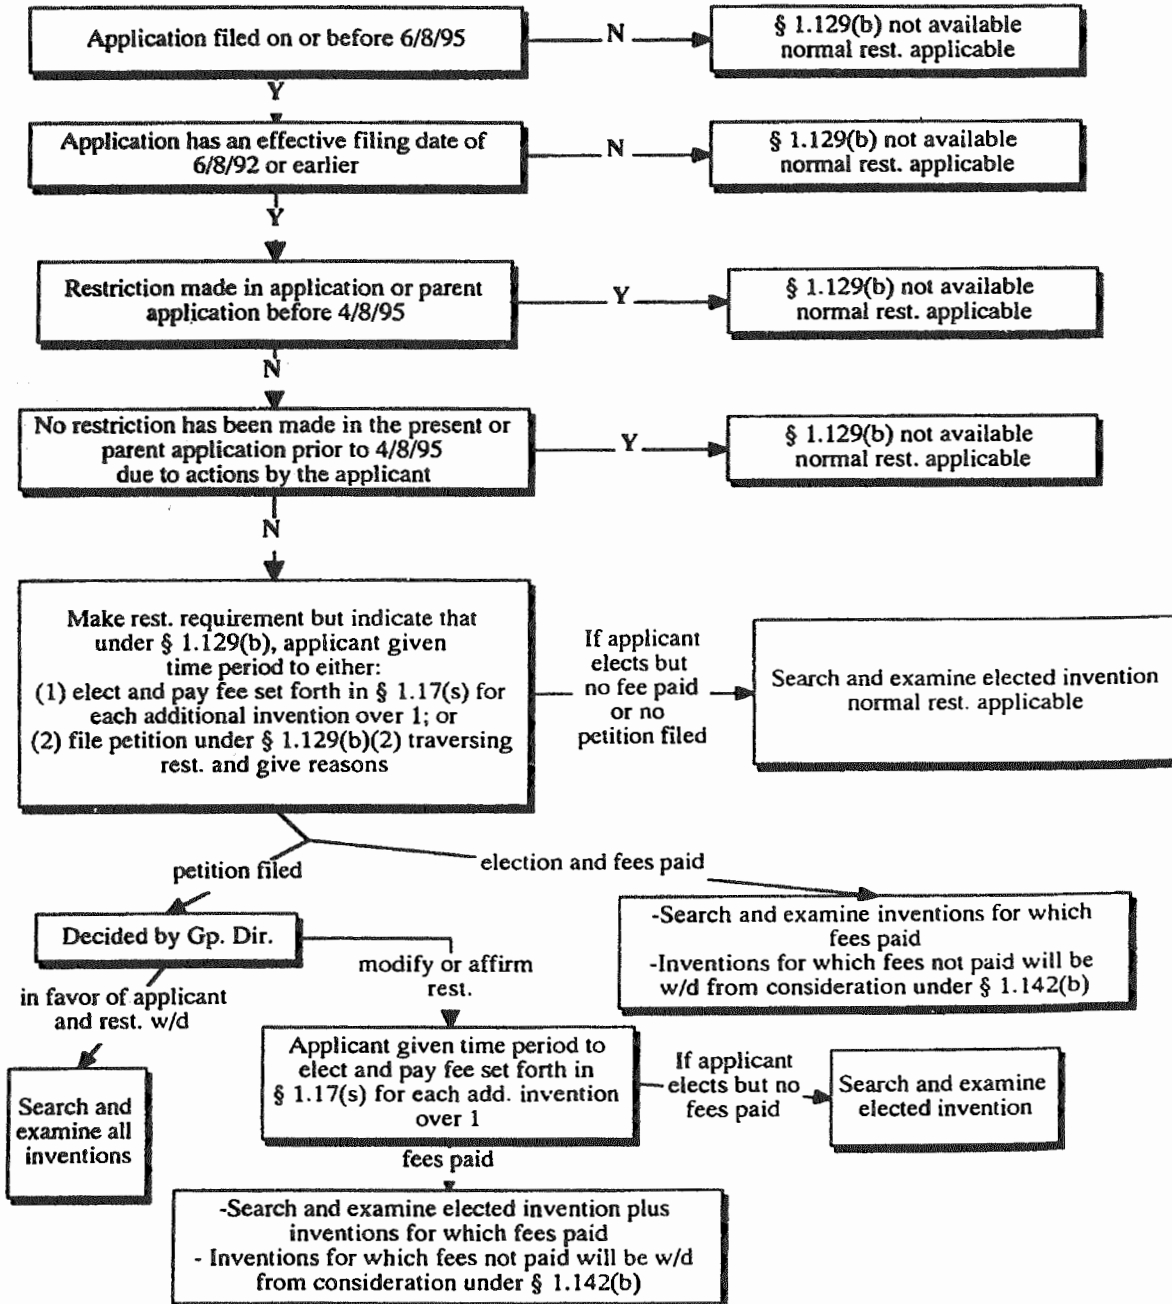 Application filed on or before 6/8/95
N
§ 1.129(b) not available
normal rest. applicable
Y
Application has an effective filing date of
6/8/92 or earlier
N
§ 1.129(b) not available
normal rest. applicable
Y
Restriction made in application or parent
application before 4/8/95
Y
§ 1.129(b) not available
normal rest. applicable
N
No restriction has been made in the present or
parent application prior to 4/8/95
due to actions by the applicant
Y
§ 1.129(b) not available
normal rest. applicable
N
Make rest. requirement but indicate that
under § 1.129(b), applicant given
time period to either:
(1) elect and pay fee set forth in § 1.17(s) for
each additional invention over 1; or
(2) file petition under § 1.129(b)(2) traversing
rest. and give reasons
If applicant
elects but
no fee paid
or no
petition filed
Search and examine elected invention
normal rest. applicable
petition filed
election and fees paid
-Search and examine inventions for which
fees paid
-Inventions for which fees not paid will be
w/d from consideration under § 1.142(b)
Decided by Gp. Dir.
modify or affirm
rest.
in favor of applicant
and rest. w/d
Search and
examine all
inventions
Applicant given time period to
elect and pay fee set forth in
§ 1.17(s) for each add. invention
over 1
If applicant
elects but no
fees paid
Search and examine
elected invention
fees paid
-Search and examine elected invention plus
inventions for which fees paid
- Inventions for which fees not paid will be w/d
from consideration under § 1.142(b)